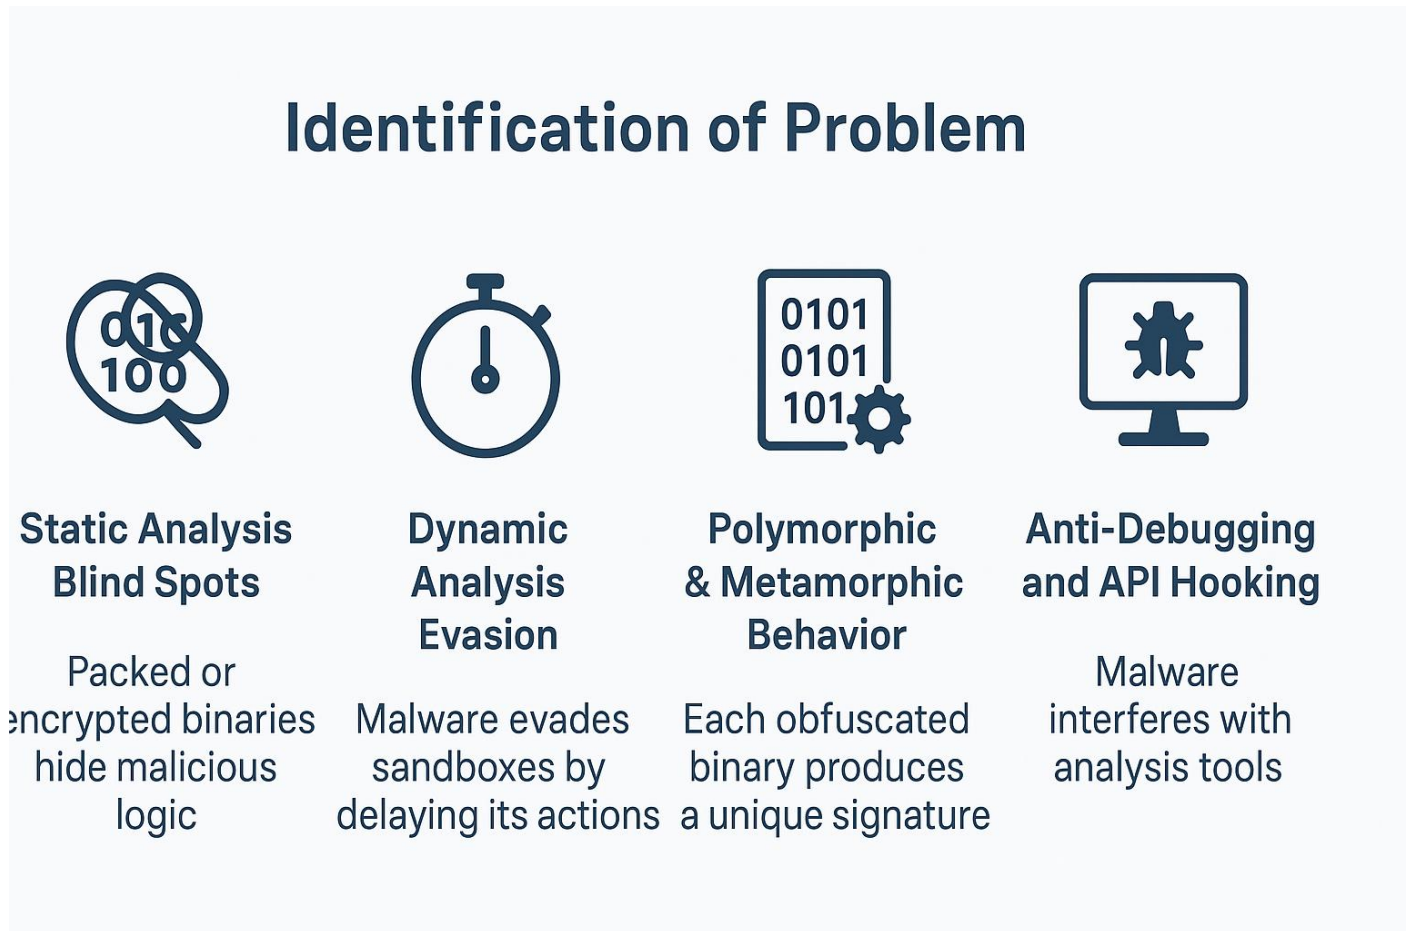 Identification of Problem
010
100
0101
0101
101
Static Analysis
Blind Spots
Packed or
encrypted binaries
hide malicious
logic
Dynamic
Analysis
Evasion
Malware evades
sandboxes by
delaying its actions
Polymorphic
& Metamorphic
Behavior
Each obfuscated
binary produces
a unique signature
Anti-Debugging
and API Hooking
Malware
interferes with
analysis tools